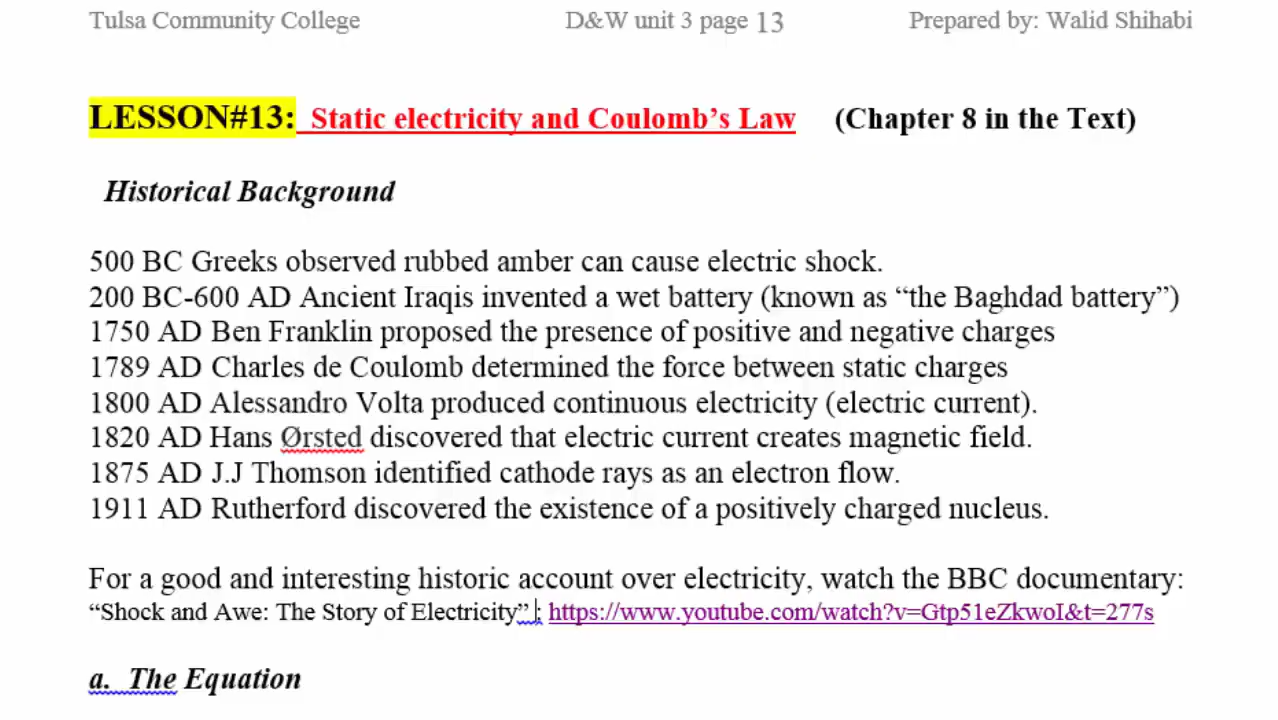 Tulsa Community College D&W unit 3 page 13 Prepared by: Walid Shihabi
LESSON#13: Static electricity and Coulomb’s Law (Chapter 8 in the Text)
Historical Background
500 BC Greeks observed rubbed amber can cause electric shock.
200 BC-600 AD Ancient Iraqis invented a wet battery (known as “the Baghdad battery”)
1750 AD Ben Franklin proposed the presence of positive and negative charges
1789 AD Charles de Coulomb determined the force between static charges
1800 AD Alessandro Volta produced continuous electricity (electric current).
1820 AD Hans Ørsted discovered that electric current creates magnetic field.
1875 AD J.J Thomson identified cathode rays as an electron flow.
1911 AD Rutherford discovered the existence of a positively charged nucleus.
For a good and interesting historic account over electricity, watch the BBC documentary:
“Shock and Awe: The Story of Electricity” ; https://www.youtube.com/watch?v=Gtp51eZkwoI&t=277s
a. The Equation